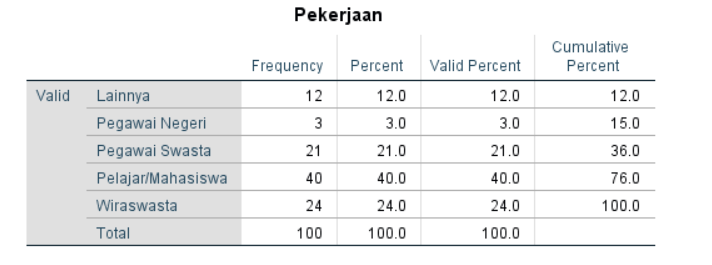 Pekerjaan
Frequency Percent Valid Percent Cumulative Percent
Valid Lainnya 12 12.0 12.0 12.0
Pegawai Negeri 3 3.0 3.0 15.0
Pegawai Swasta 21 21.0 21.0 36.0
Pelajar/Mahasiswa 40 40.0 40.0 76.0
Wiraswasta 24 24.0 24.0 100.0
Total 100 100.0 100.0